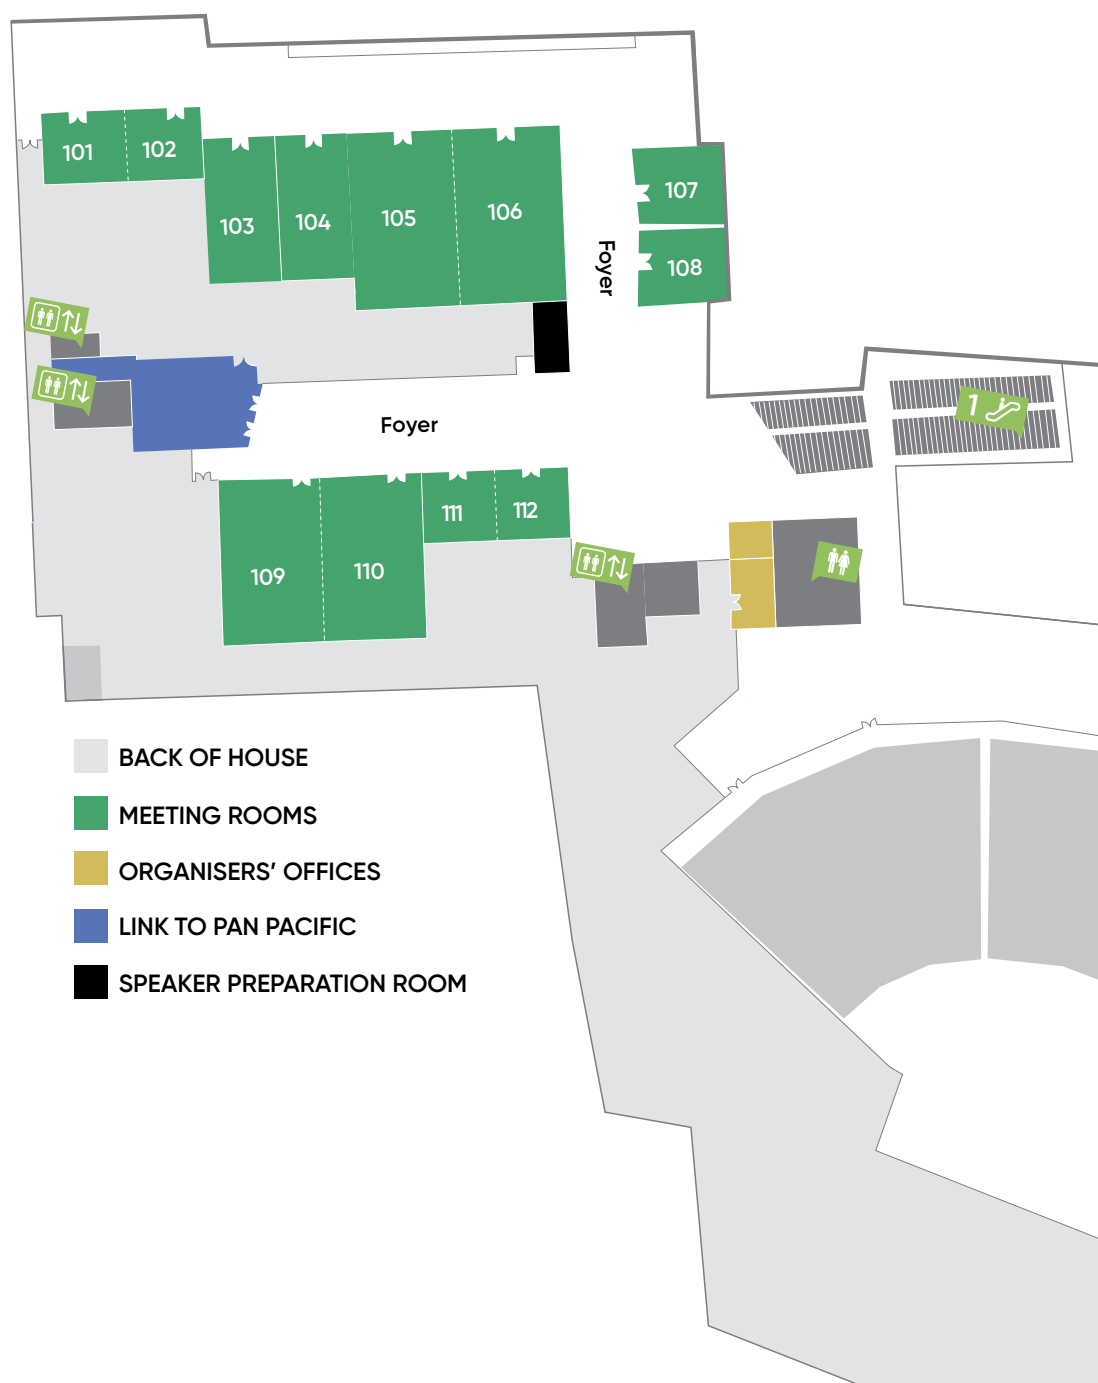 101
102
103
104
105
106
107
108
Foyer
Foyer
1
109
110
111
112
BACK OF HOUSE
MEETING ROOMS
ORGANISERS’ OFFICES
LINK TO PAN PACIFIC
SPEAKER PREPARATION ROOM